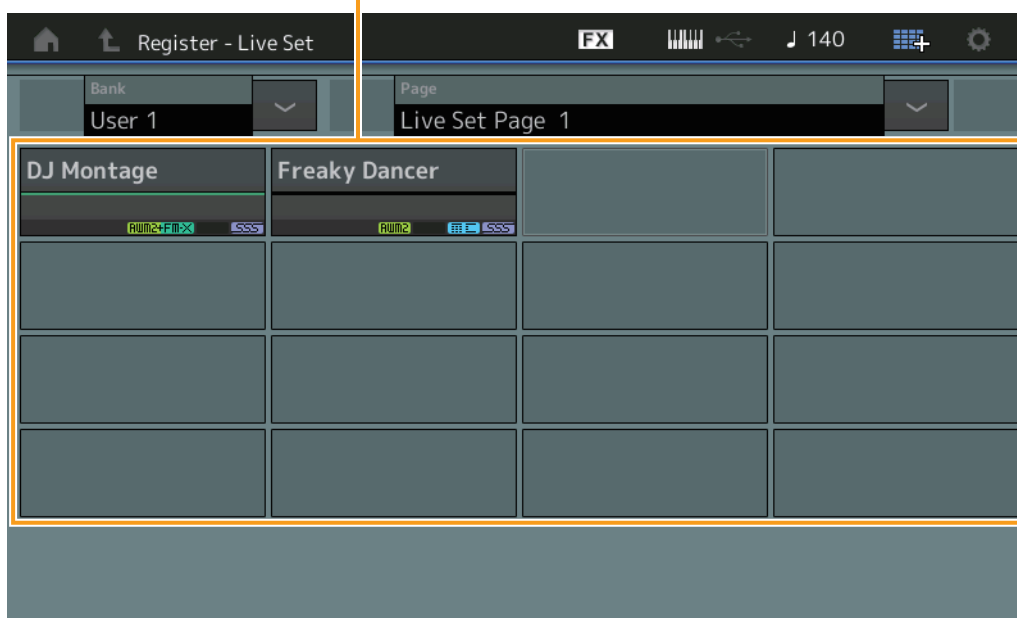 Register - Live Set FX 140
Bank Page
User 1 Live Set Page 1
DJ Montage Freaky Dancer
AWM2+FM-X SSS AWM2 SSS